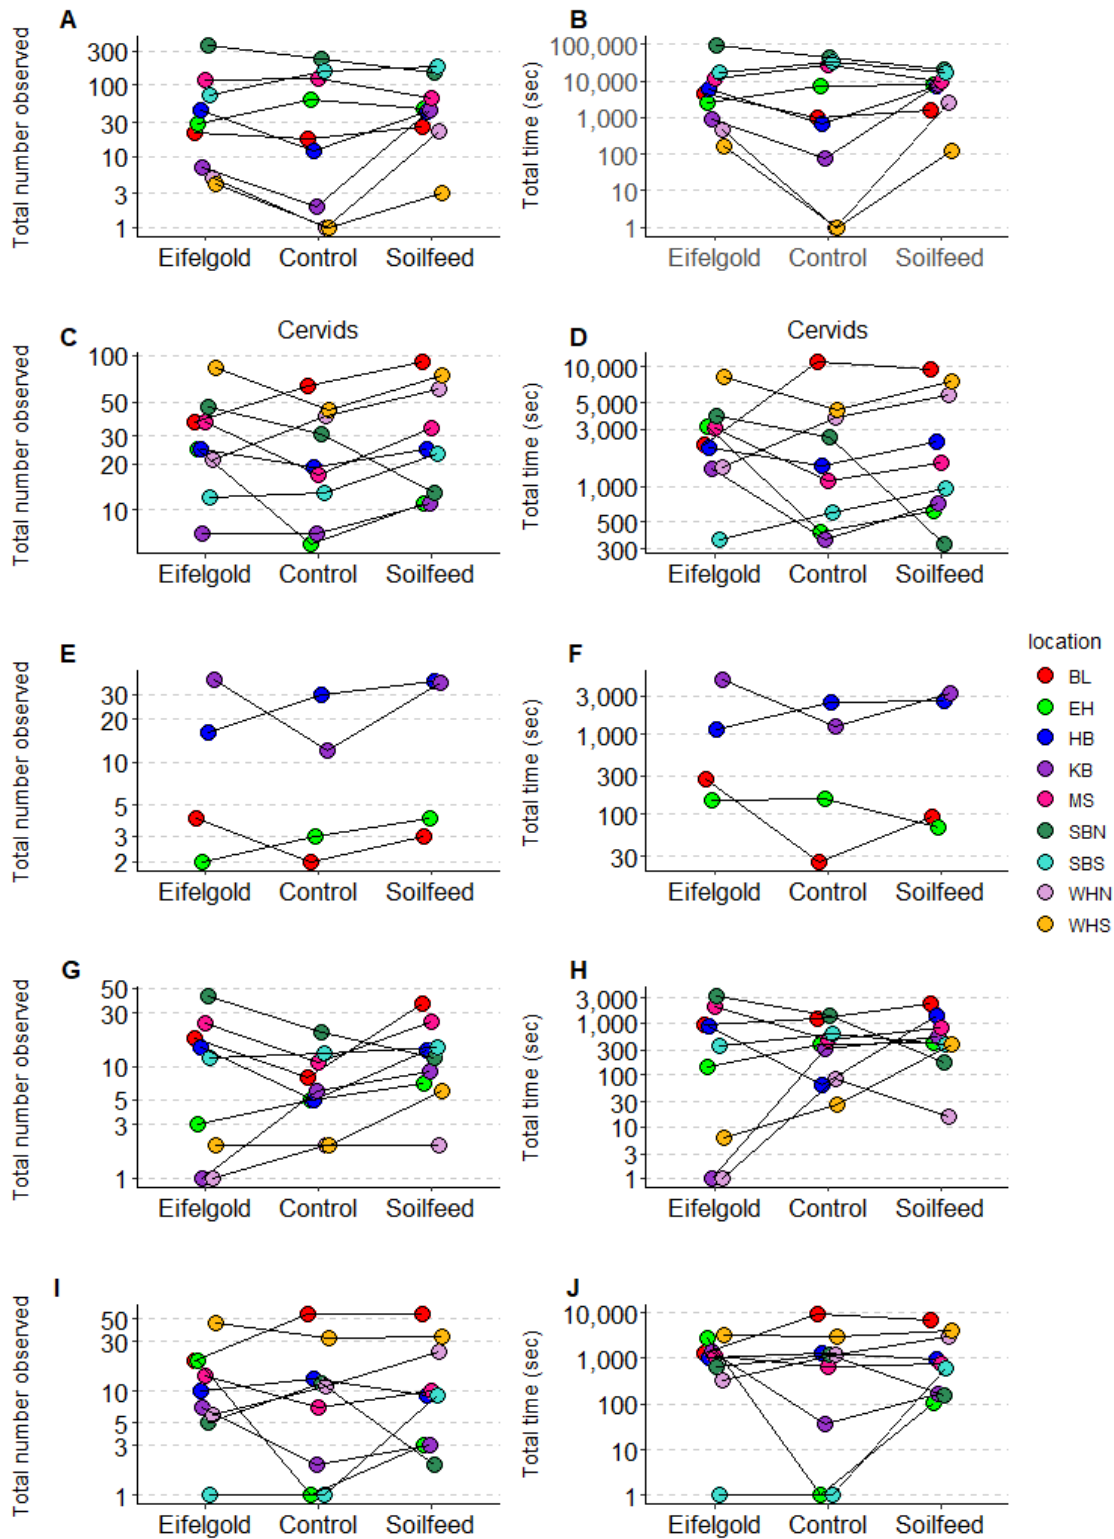 A
B
Total number observed
300
100
30
10
3
1
Eifelgold Control Soilfeed
Total time (sec)
100,000
10,000
1,000
100
10
1
Eifelgold Control Soilfeed
C
Cervids
D
Cervids
Total number observed
100
50
30
20
10
Eifelgold Control Soilfeed
Total time (sec)
10,000
5,000
3,000
1,000
500
300
Eifelgold Control Soilfeed
E
F
Total number observed
30
20
10
5
3
2
Eifelgold Control Soilfeed
Total time (sec)
3,000
1,000
300
100
30
Eifelgold Control Soilfeed
location
BL
EH
HB
KB
MS
SBN
SBS
WHN
WHS
G
H
Total number observed
50
30
10
5
3
1
Eifelgold Control Soilfeed
Total time (sec)
3,000
1,000
300
100
30
10
3
1
Eifelgold Control Soilfeed
I
J
Total number observed
50
30
10
5
3
1
Eifelgold Control Soilfeed
Total time (sec)
10,000
1,000
100
10
1
Eifelgold Control Soilfeed